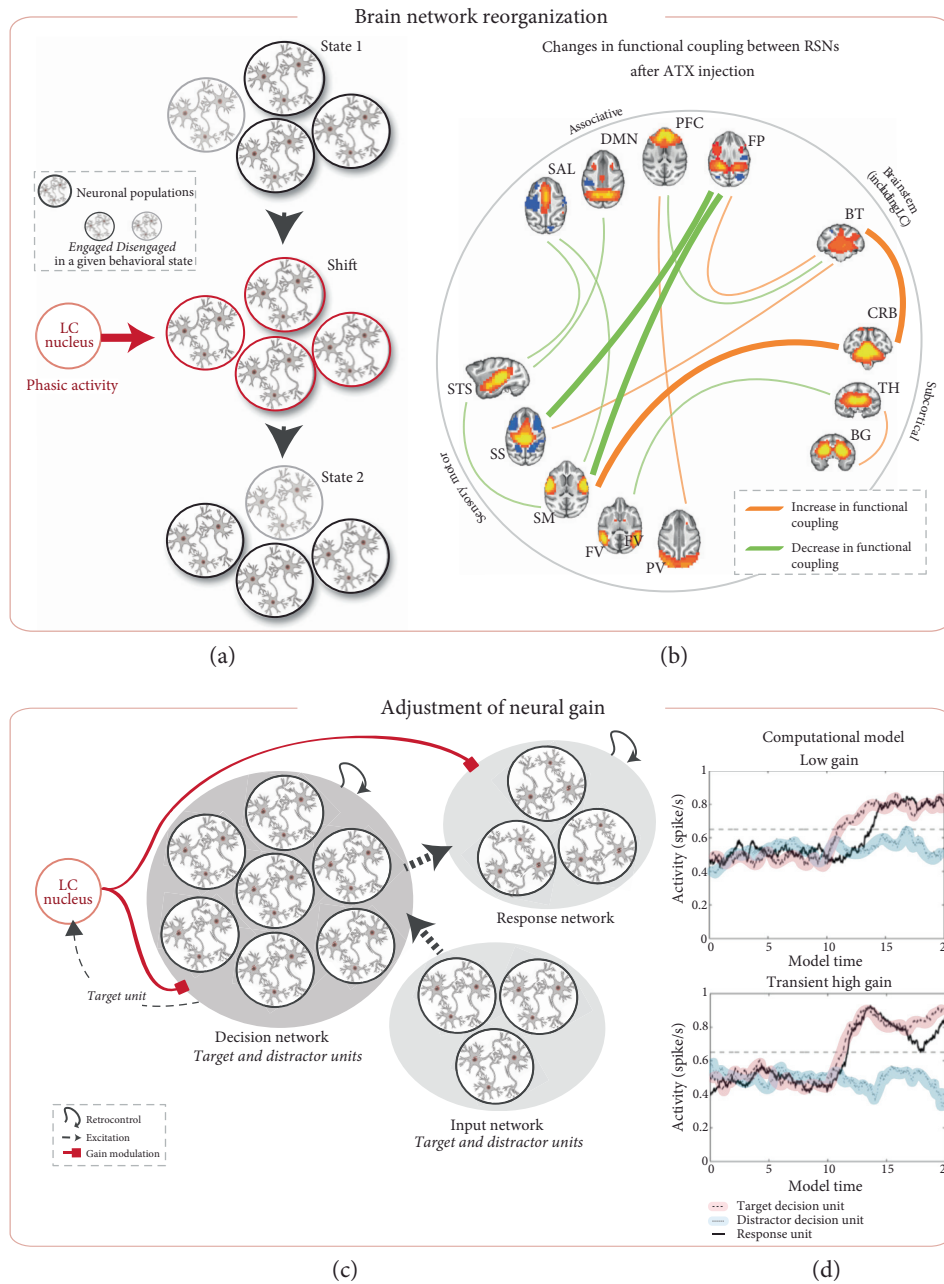 Brain network reorganization
State 1
Neuronal populations
Engaged Disengaged
in a given behavioral state
Shift
LC
nucleus
Phasic activity
State 2
(a)
Changes in functional coupling between RSNs
after ATX injection
Associative
Brainstem
(including LC)
Subcortical
Sensory motor
SAL
DMN
PFC
FP
BT
CRB
TH
BG
STS
SS
SM
FV
FV
PV
Increase in functional
coupling
Decrease in functional
coupling
(b)
Adjustment of neural gain
LC
nucleus
Target unit
Decision network
Target and distractor units
Response network
Input network
Target and distractor units
Retrocontrol
Excitation
Gain modulation
(c)
Computational model
Low gain
Activity (spike/s)
1
0.8
0.6
0.4
0.2
0
0
5
10
15
2
Model time
Transient high gain
Activity (spike/s)
1
0.8
0.6
0.4
0.2
0
0
5
10
15
2
Model time
Target decision unit
Distractor decision unit
Response unit
(d)